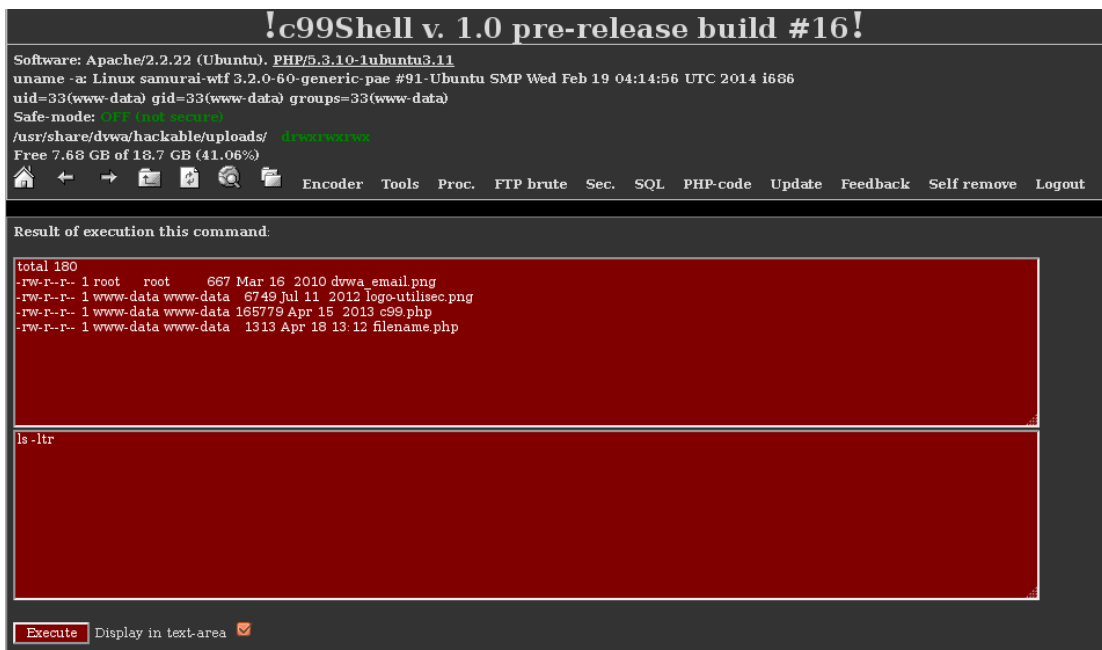 !c99Shell v. 1.0 pre-release build #16!
Software: Apache/2.2.22 (Ubuntu). PHP/5.3.10-1ubuntu3.11
uname -a: Linux samurai-wtf 3.2.0-60-generic-pae #91-Ubuntu SMP Wed Feb 19 04:14:56 UTC 2014 i686
uid=33(www-data) gid=33(www-data) groups=33(www-data)
Safe-mode: OFF (not secure)
/usr/share/dvwa/hackable/uploads/ drwxrwxrwx
Free 7.68 GB of 18.7 GB (41.06%)
Encoder Tools Proc. FTP brute Sec. SQL PHP-code Update Feedback Self remove Logout
Result of execution this command:
total 180
-rw-r--r-- 1 root root 667 Mar 16 2010 dvwa_email.png
-rw-r--r-- 1 www-data www-data 6749 Jul 11 2012 logo-utilisec.png
-rw-r--r-- 1 www-data www-data 165779 Apr 15 2013 c99.php
-rw-r--r-- 1 www-data www-data 1313 Apr 18 13:12 filename.php
ls -ltr
Execute Display in text-area